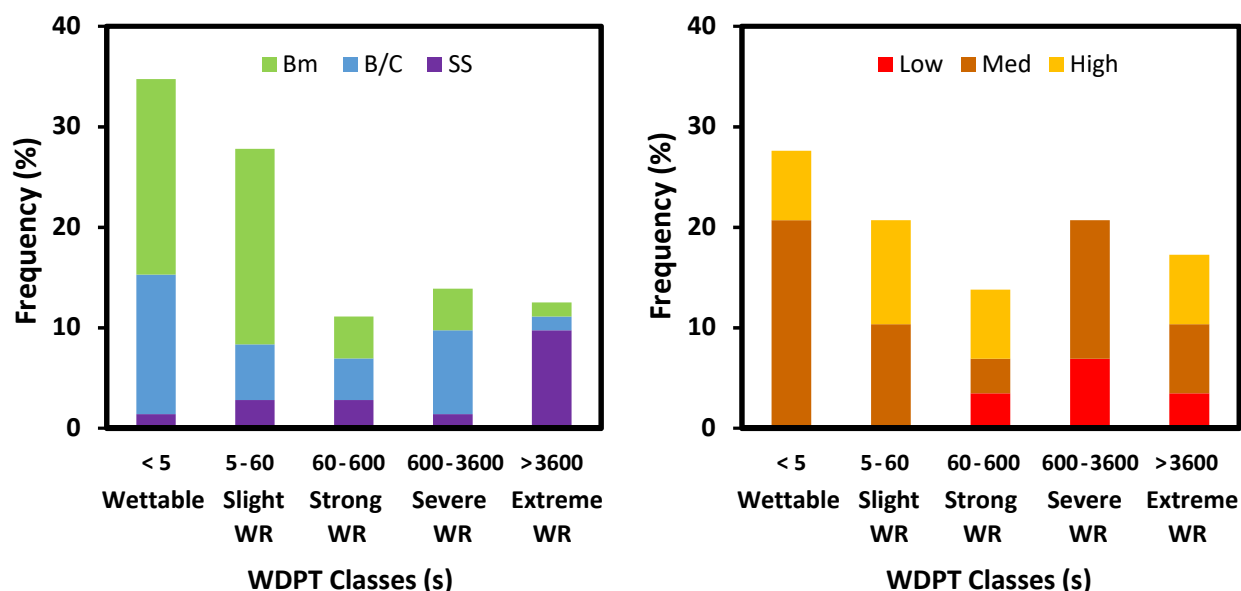 Frequency (%)
40
30
20
10
0
Bm B/C SS
< 5 5-60 60-600 600-3600 >3600
Wettable Slight Strong Severe Extreme
WR WR WR WR
WDPT Classes (s)
Frequency (%)
40
30
20
10
0
Low Med High
< 5 5-60 60-600 600-3600 >3600
Wettable Slight Strong Severe Extreme
WR WR WR WR
WDPT Classes (s)